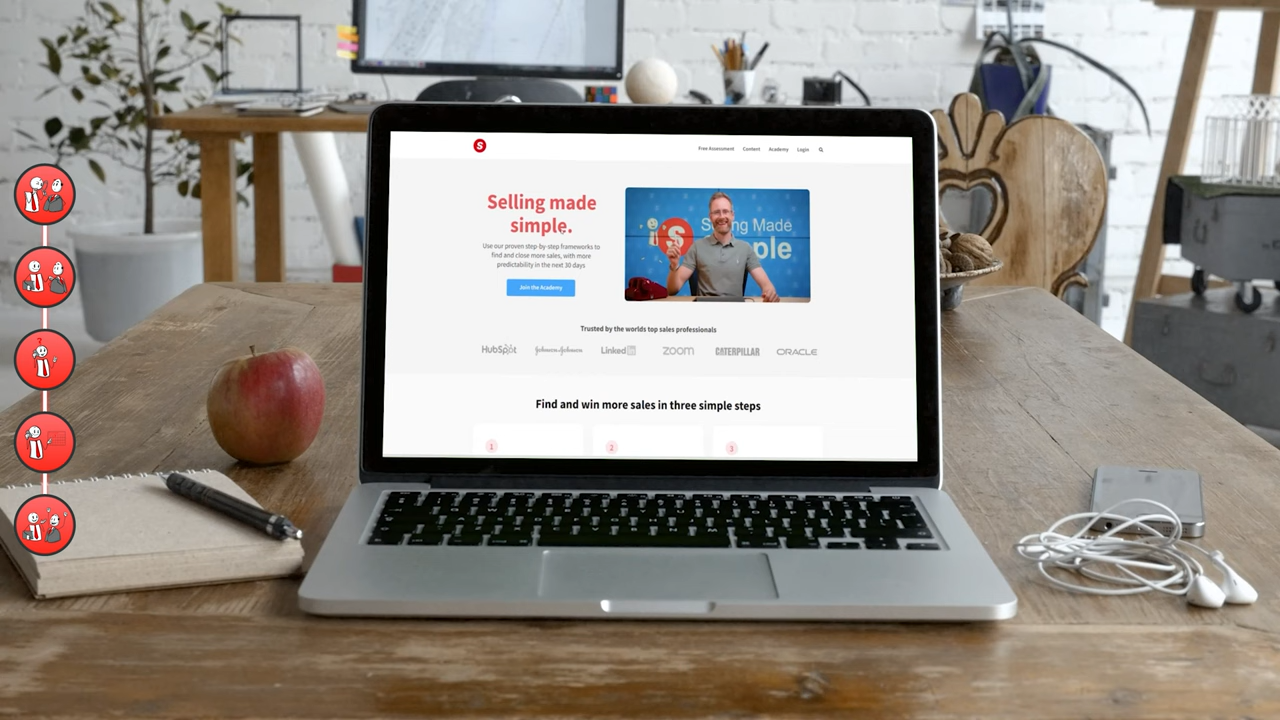 S
Free Assessment Content Academy Login
Selling made
simple.
Use our proven step-by-step frameworks to
find and close more sales, with more
predictability in the next 30 days
Join the Academy
S
Made
ple
Trusted by the worlds top sales professionals
HubSpot Johnson & Johnson LinkedIn zoom CATERPILLAR ORACLE
Find and win more sales in three simple steps
1 2 3